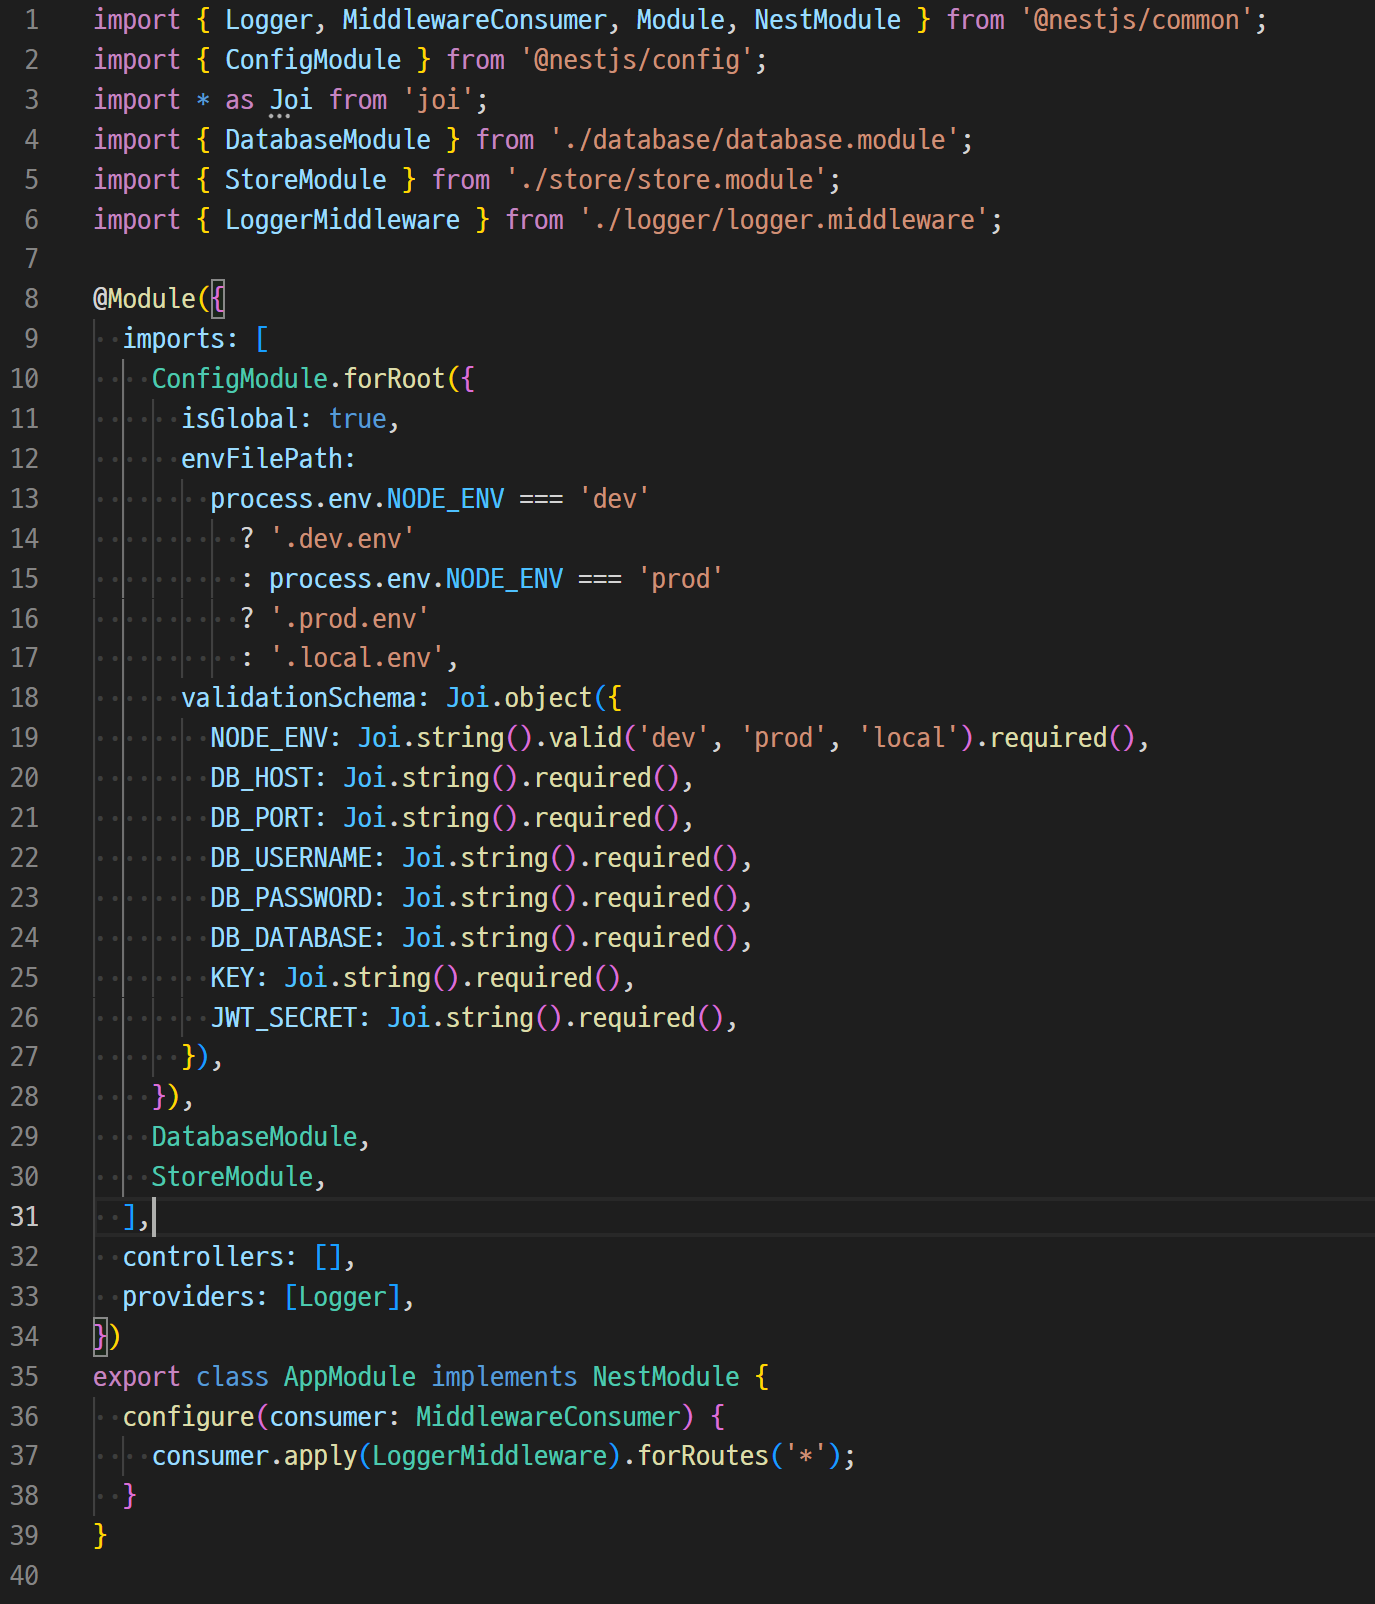 1 import { Logger, MiddlewareConsumer, Module, NestModule } from '@nestjs/common';
2 import { ConfigModule } from '@nestjs/config';
3 import * as Joi from 'joi';
4 import { DatabaseModule } from './database/database.module';
5 import { StoreModule } from './store/store.module';
6 import { LoggerMiddleware } from './logger/logger.middleware';
7
8 @Module({
9   imports: [
10     ConfigModule.forRoot({
11       isGlobal: true,
12       envFilePath:
13         process.env.NODE_ENV === 'dev'
14           ? '.dev.env'
15           : process.env.NODE_ENV === 'prod'
16           ? '.prod.env'
17           : '.local.env',
18       validationSchema: Joi.object({
19         NODE_ENV: Joi.string().valid('dev', 'prod', 'local').required(),
20         DB_HOST: Joi.string().required(),
21         DB_PORT: Joi.string().required(),
22         DB_USERNAME: Joi.string().required(),
23         DB_PASSWORD: Joi.string().required(),
24         DB_DATABASE: Joi.string().required(),
25         KEY: Joi.string().required(),
26         JWT_SECRET: Joi.string().required(),
27       }),
28     }),
29     DatabaseModule,
30     StoreModule,
31   ],
32   controllers: [],
33   providers: [Logger],
34 })
35 export class AppModule implements NestModule {
36   configure(consumer: MiddlewareConsumer) {
37     consumer.apply(LoggerMiddleware).forRoutes('*');
38   }
39 }
40